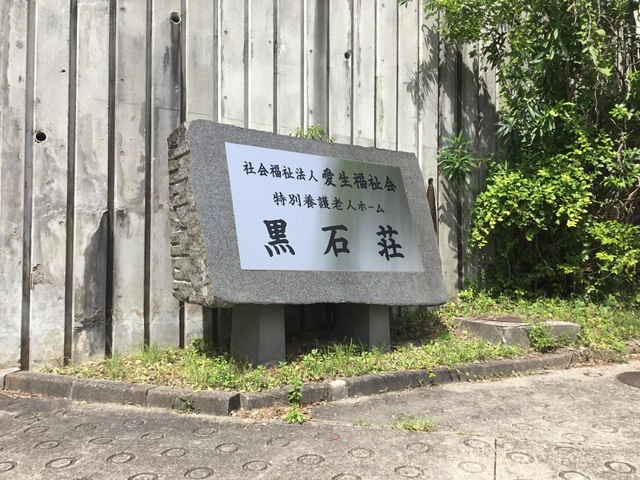 社会福祉法人 愛生福祉会
特別養護老人ホーム
黒石荘